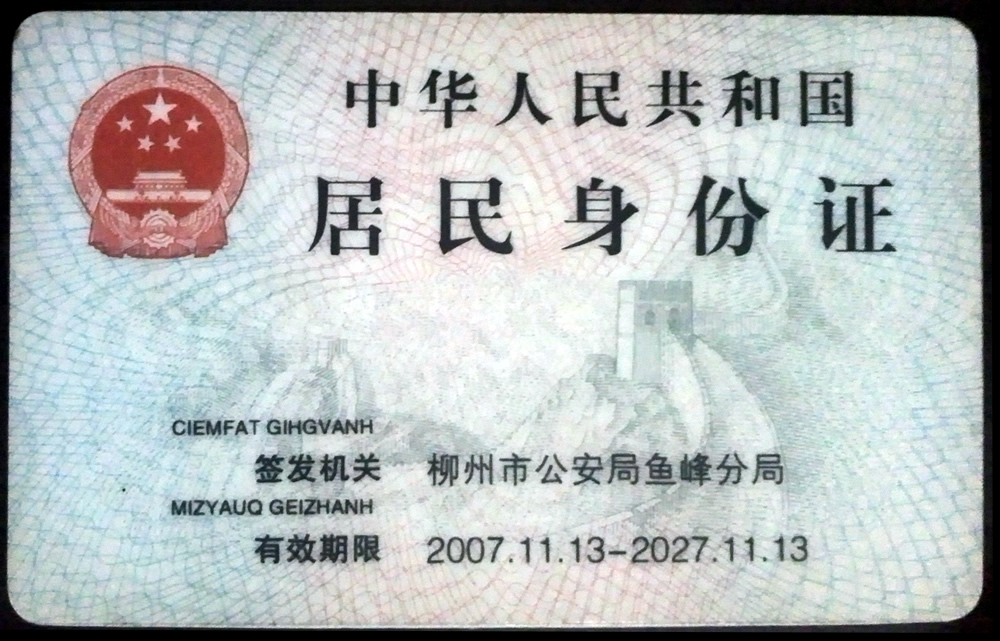 中华人民共和国
居民身份证
CIEMFAT GIHGVANH
签发机关 柳州市公安局鱼峰分局
MIZYAUQ GEIZHANH
有效期限 2007.11.13-2027.11.13